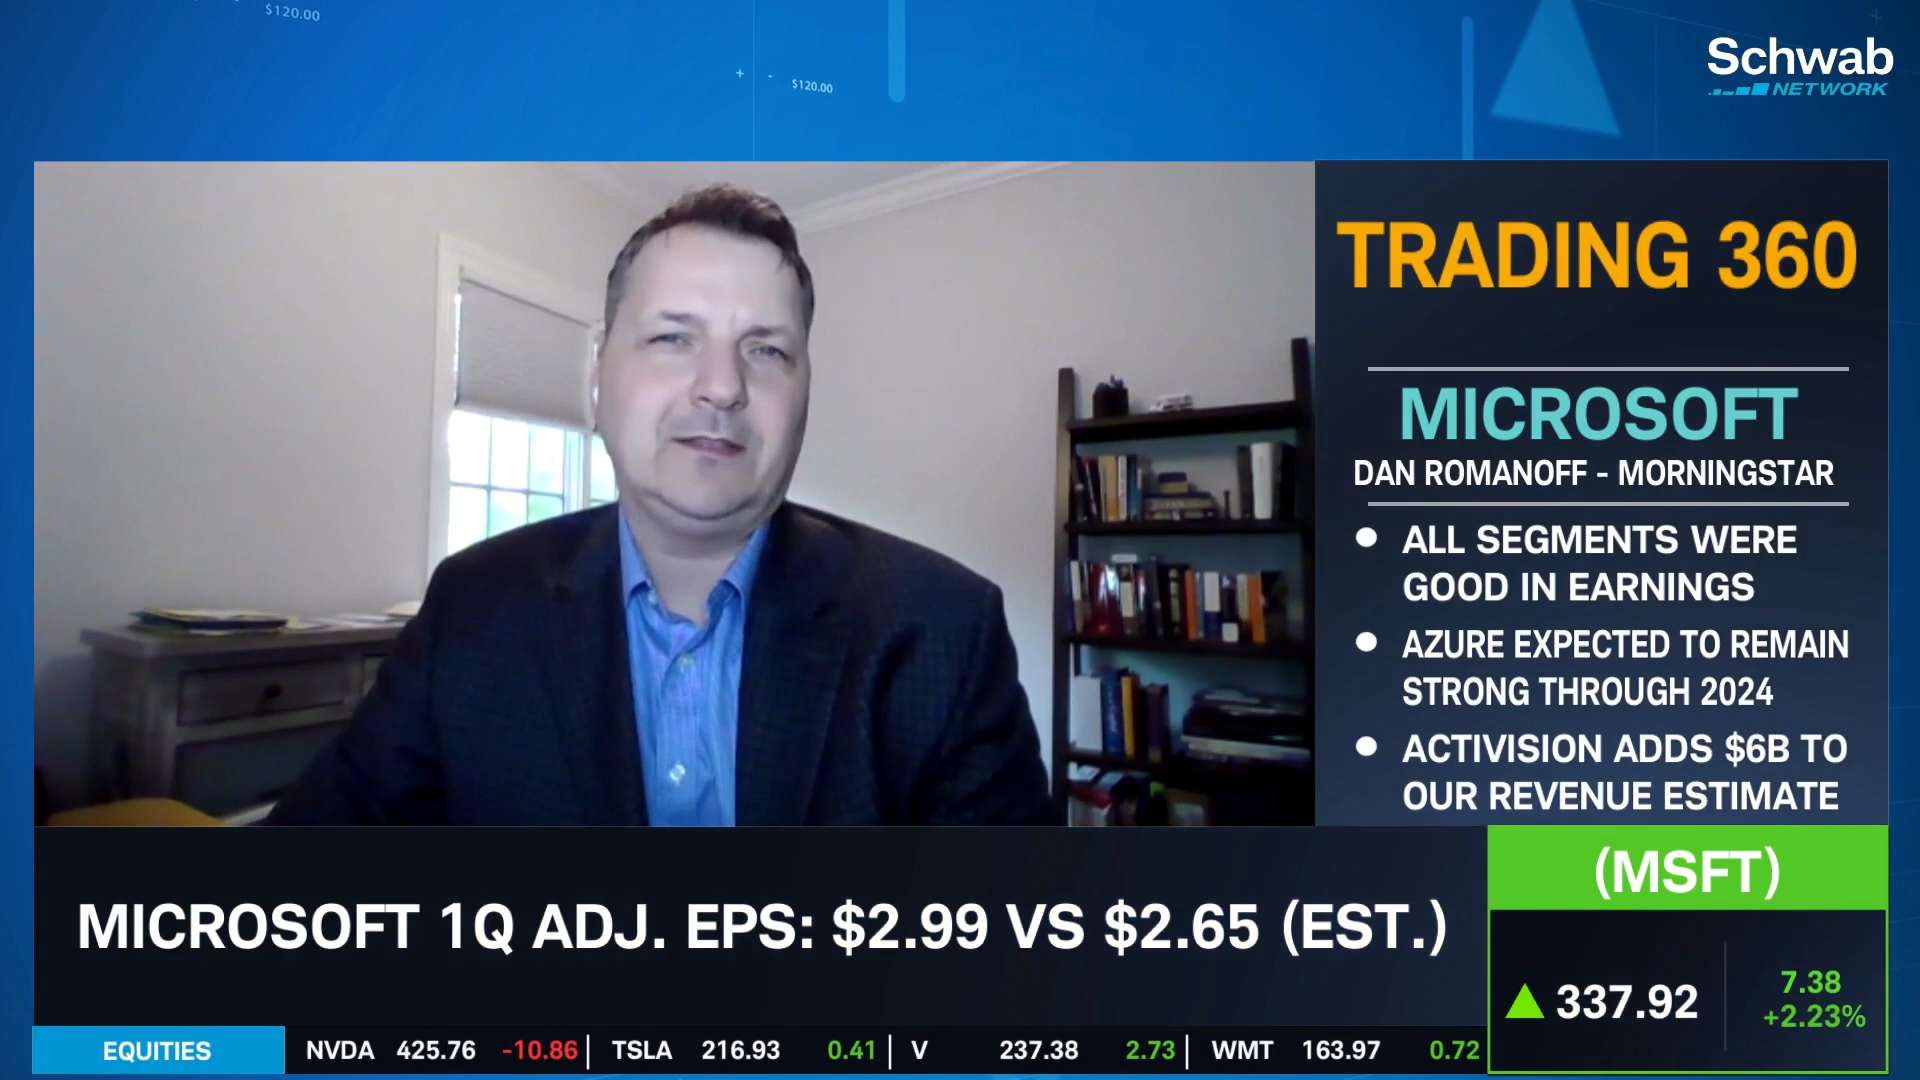 $120.00
+ - $120.00
Schwab
NETWORK
TRADING 360
MICROSOFT
DAN ROMANOFF - MORNINGSTAR
● ALL SEGMENTS WERE
GOOD IN EARNINGS
● AZURE EXPECTED TO REMAIN
STRONG THROUGH 2024
● ACTIVISION ADDS $6B TO
OUR REVENUE ESTIMATE
MICROSOFT 1Q ADJ. EPS: $2.99 VS $2.65 (EST.)
(MSFT)
▲ 337.92
7.38
+2.23%
EQUITIES
NVDA 425.76 -10.86 | TSLA 216.93 0.41 | V 237.38 2.73 | WMT 163.97 0.72